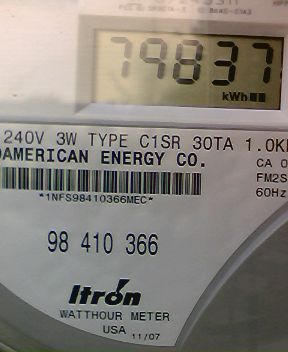 79837
kWh
240V 3W TYPE C1SR 30TA 1.0K
DAMERICAN ENERGY CO.
CA 0
FM2S
60Hz
*1NFS98410366MEC*
98 410 366
Itron
WATTHOUR METER
USA 11/07